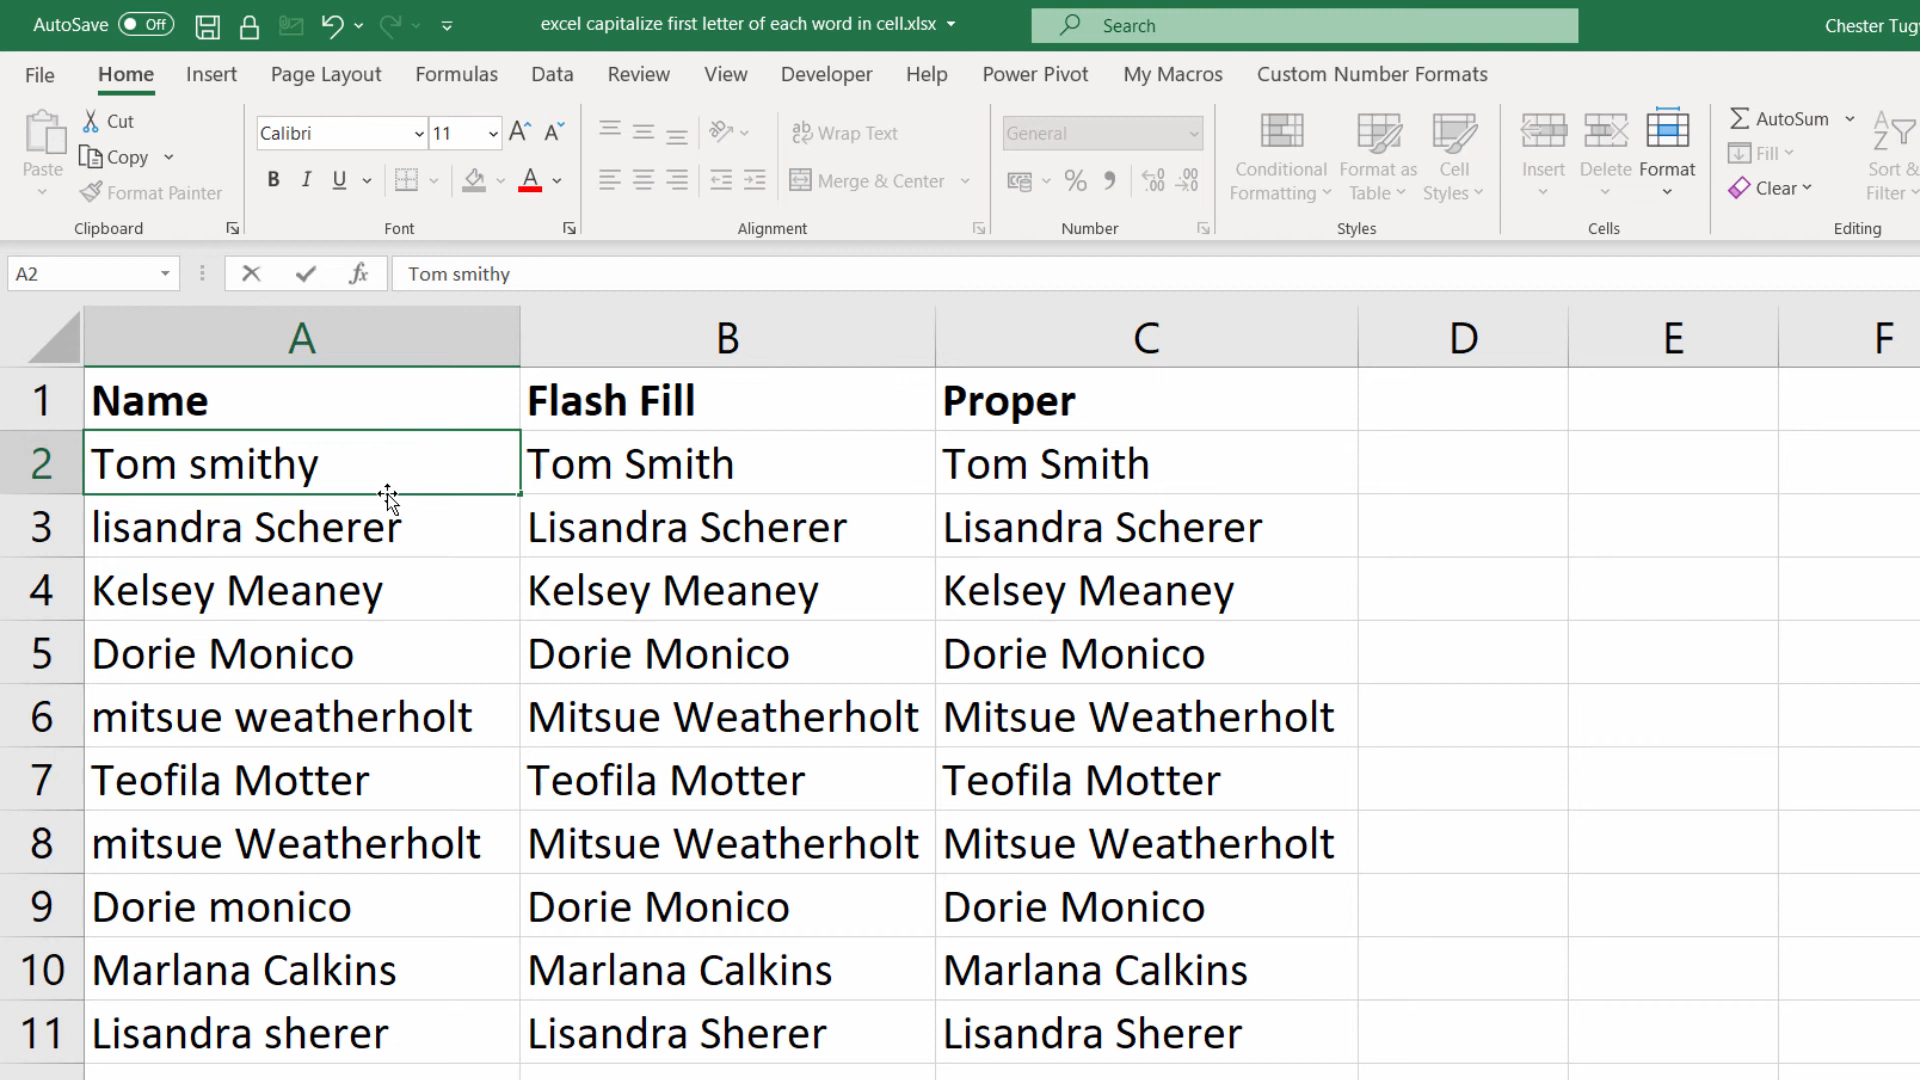 AutoSave Off excel capitalize first letter of each word in cell.xlsx Search Chester Tug
File Home Insert Page Layout Formulas Data Review View Developer Help Power Pivot My Macros Custom Number Formats
Paste Cut Copy Format Painter
Clipboard
Calibri 11
B I U A
Font
ab Wrap Text
Merge & Center
Alignment
General
% 9
Number
Conditional Formatting
Format as Table
Cell Styles
Styles
Insert Delete Format
Cells
AutoSum
Fill
Clear
Sort &
Filter
Editing
A2 fx Tom smithy
A B C D E F
1 Name Flash Fill Proper
2 Tom smithy Tom Smith Tom Smith
3 lisandra Scherer Lisandra Scherer Lisandra Scherer
4 Kelsey Meaney Kelsey Meaney Kelsey Meaney
5 Dorie Monico Dorie Monico Dorie Monico
6 mitsue weatherholt Mitsue Weatherholt Mitsue Weatherholt
7 Teofila Motter Teofila Motter Teofila Motter
8 mitsue Weatherholt Mitsue Weatherholt Mitsue Weatherholt
9 Dorie monico Dorie Monico Dorie Monico
10 Marlana Calkins Marlana Calkins Marlana Calkins
11 Lisandra sherer Lisandra Sherer Lisandra Sherer